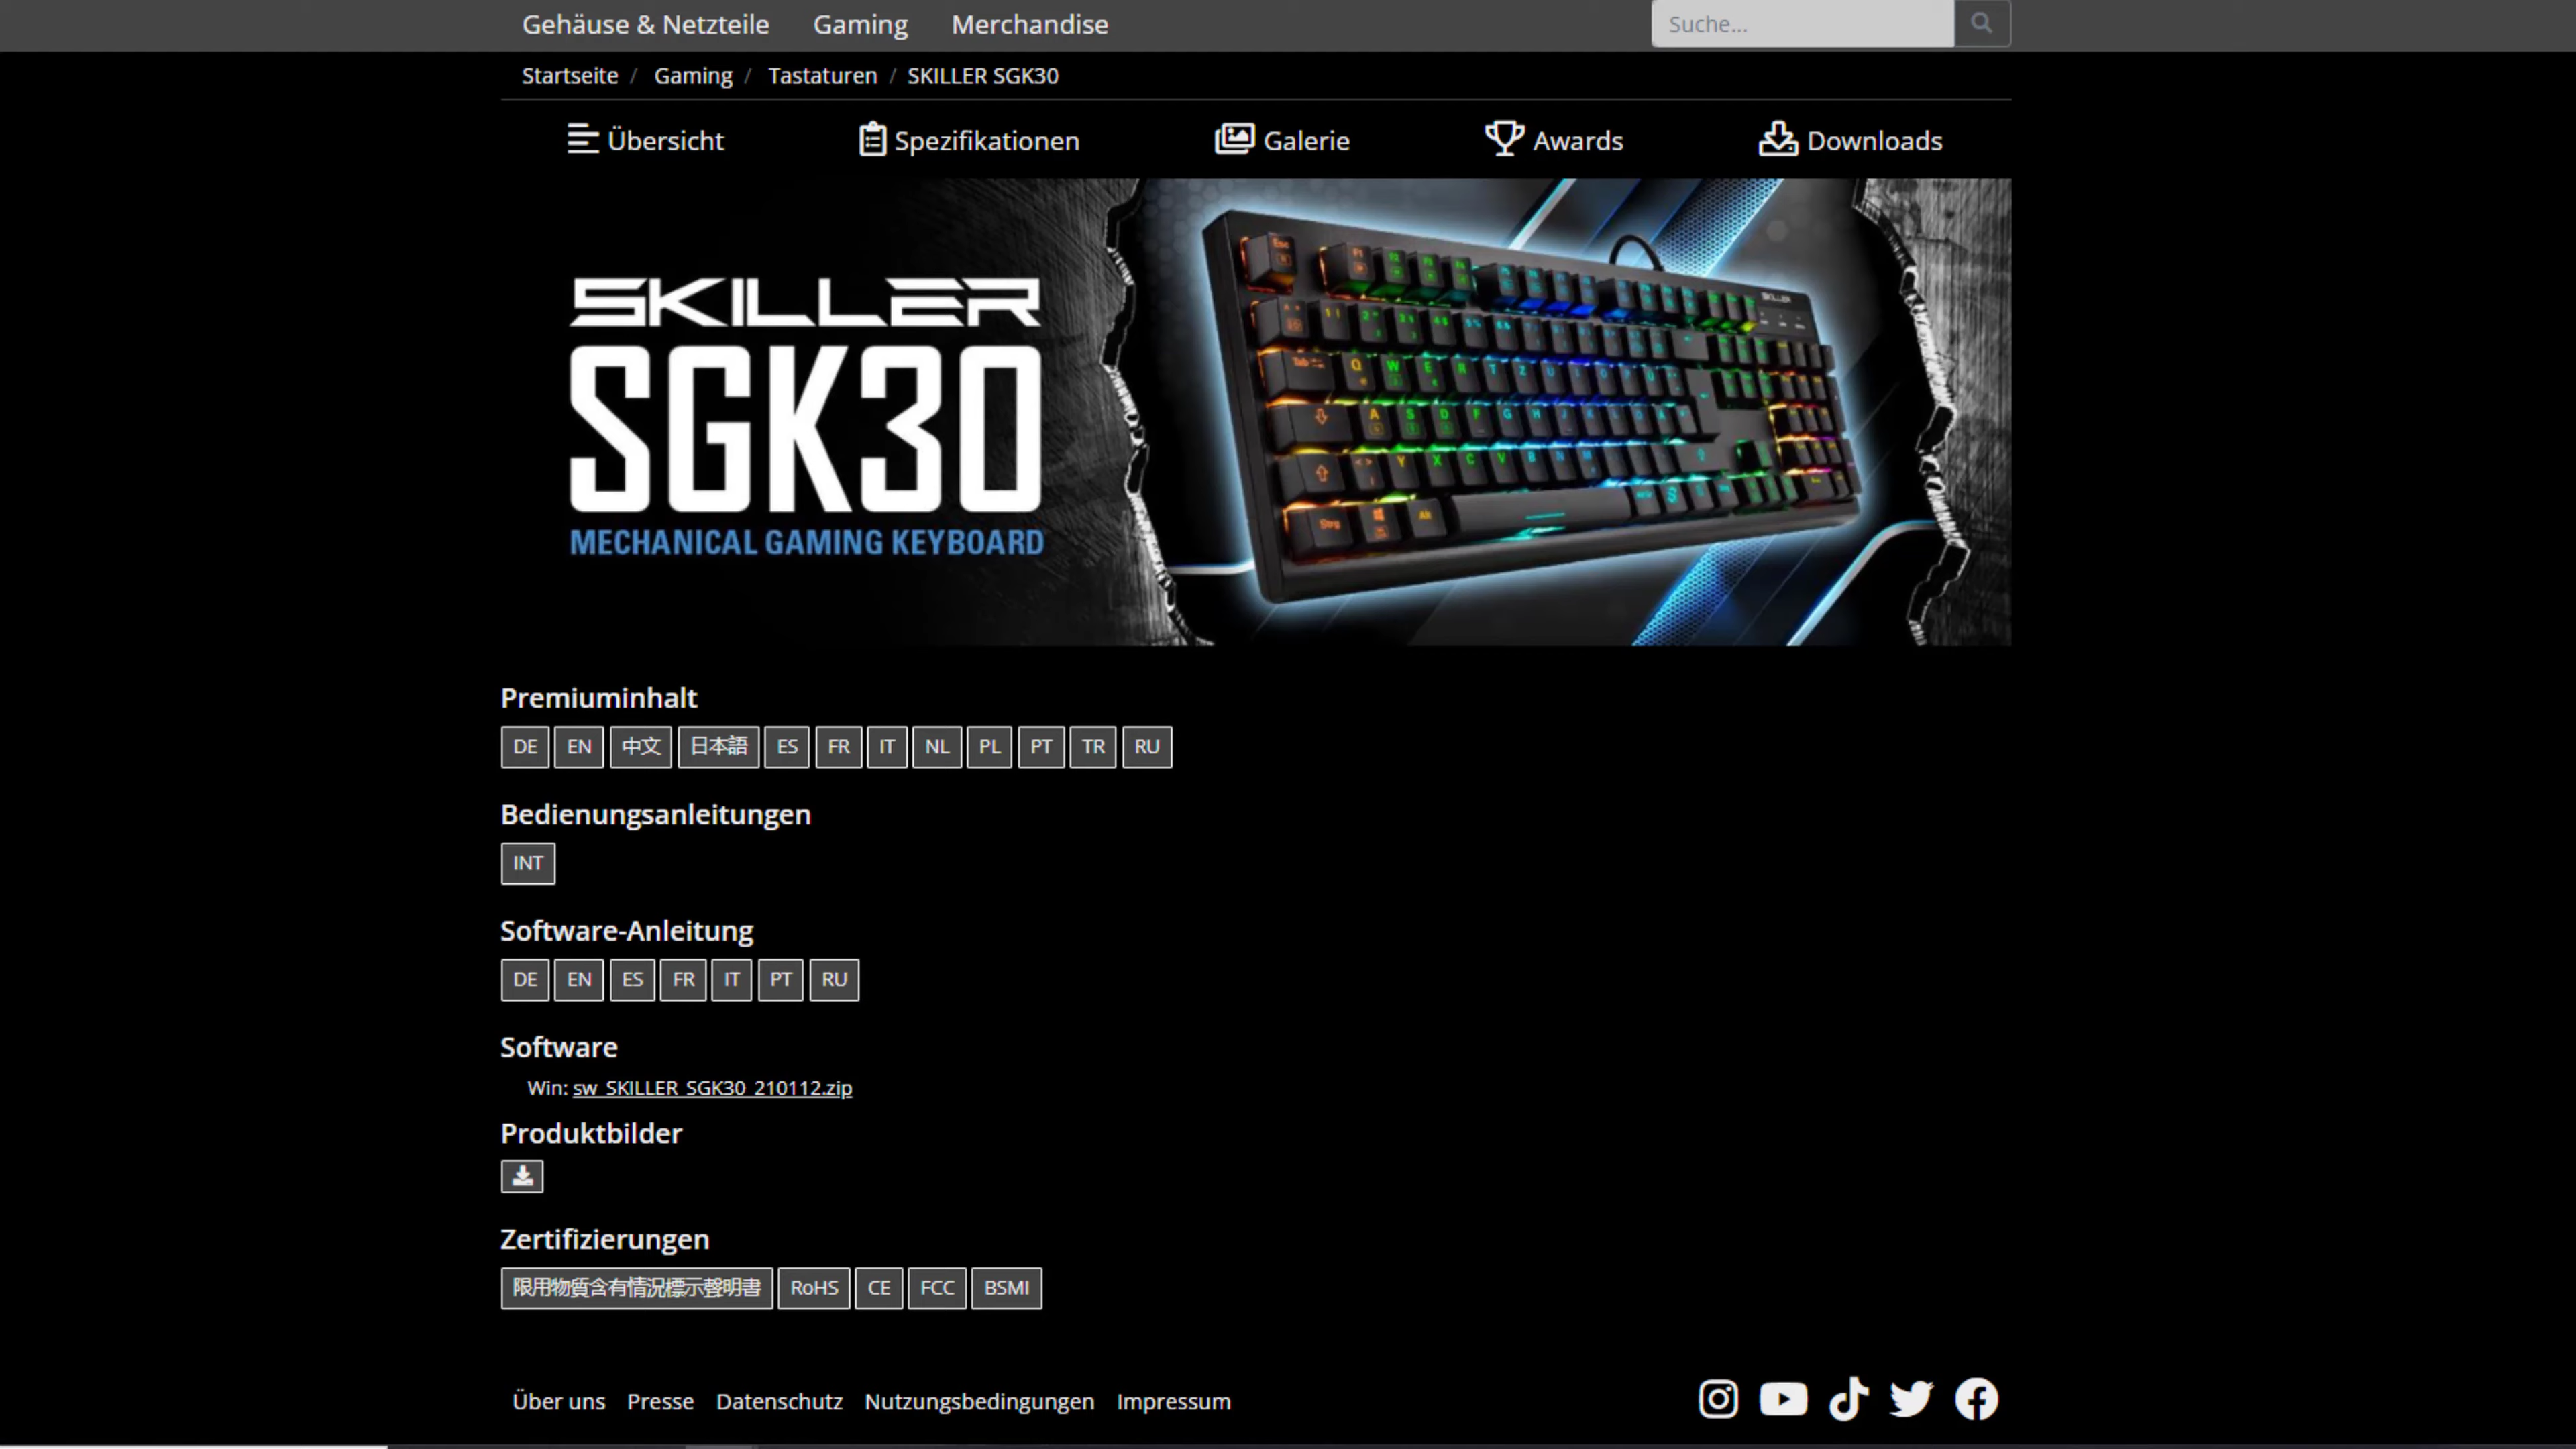 Gehäuse & Netzteile Gaming Merchandise Suche...
Startseite / Gaming / Tastaturen / SKILLER SGK30
Übersicht Spezifikationen Galerie Awards Downloads
SKILLER
SGK30
MECHANICAL GAMING KEYBOARD
Premiuminhalt
DE EN 中文 日本語 ES FR IT NL PL PT TR RU
Bedienungsanleitungen
INT
Software-Anleitung
DE EN ES FR IT PT RU
Software
Win: sw_SKILLER_SGK30_210112.zip
Produktbilder
Zertifizierungen
限用物質含有情況標示聲明書 RoHS CE FCC BSMI
Über uns Presse Datenschutz Nutzungsbedingungen Impressum